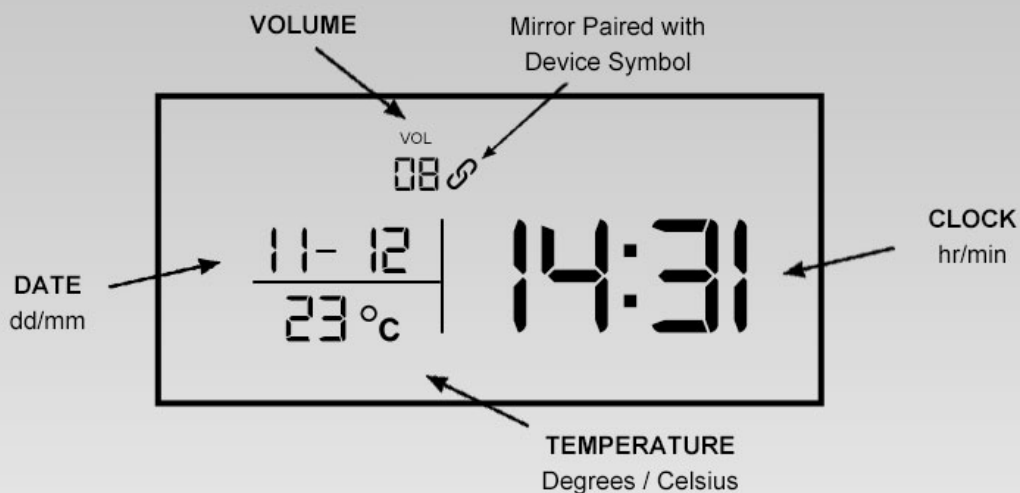 VOLUME
Mirror Paired with
Device Symbol
VOL
08
11- 12
14:31
CLOCK
hr/min
DATE
dd/mm
23 °C
TEMPERATURE
Degrees / Celsius